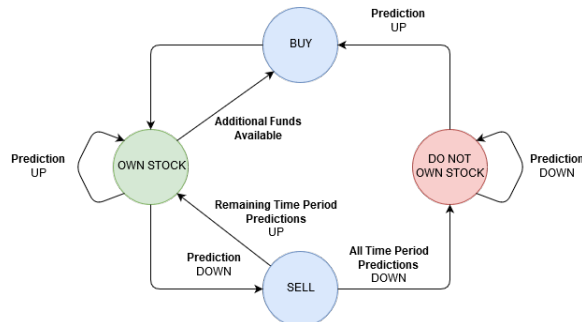 Prediction
UP
BUY
Additional Funds
Available
Prediction
UP
OWN STOCK
DO NOT
OWN STOCK
Prediction
DOWN
Remaining Time Period
Predictions
UP
Prediction
DOWN
All Time Period
Predictions
DOWN
SELL